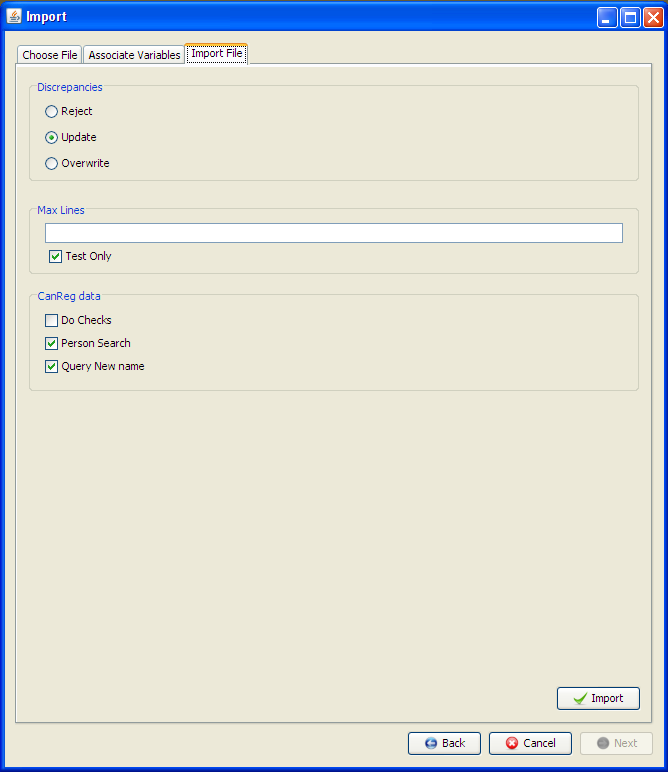 Import
Choose File Associate Variables Import File
Discrepancies
Reject
Update
Overwrite
Max Lines
Test Only
CanReg data
Do Checks
Person Search
Query New name
Import
Back Cancel Next